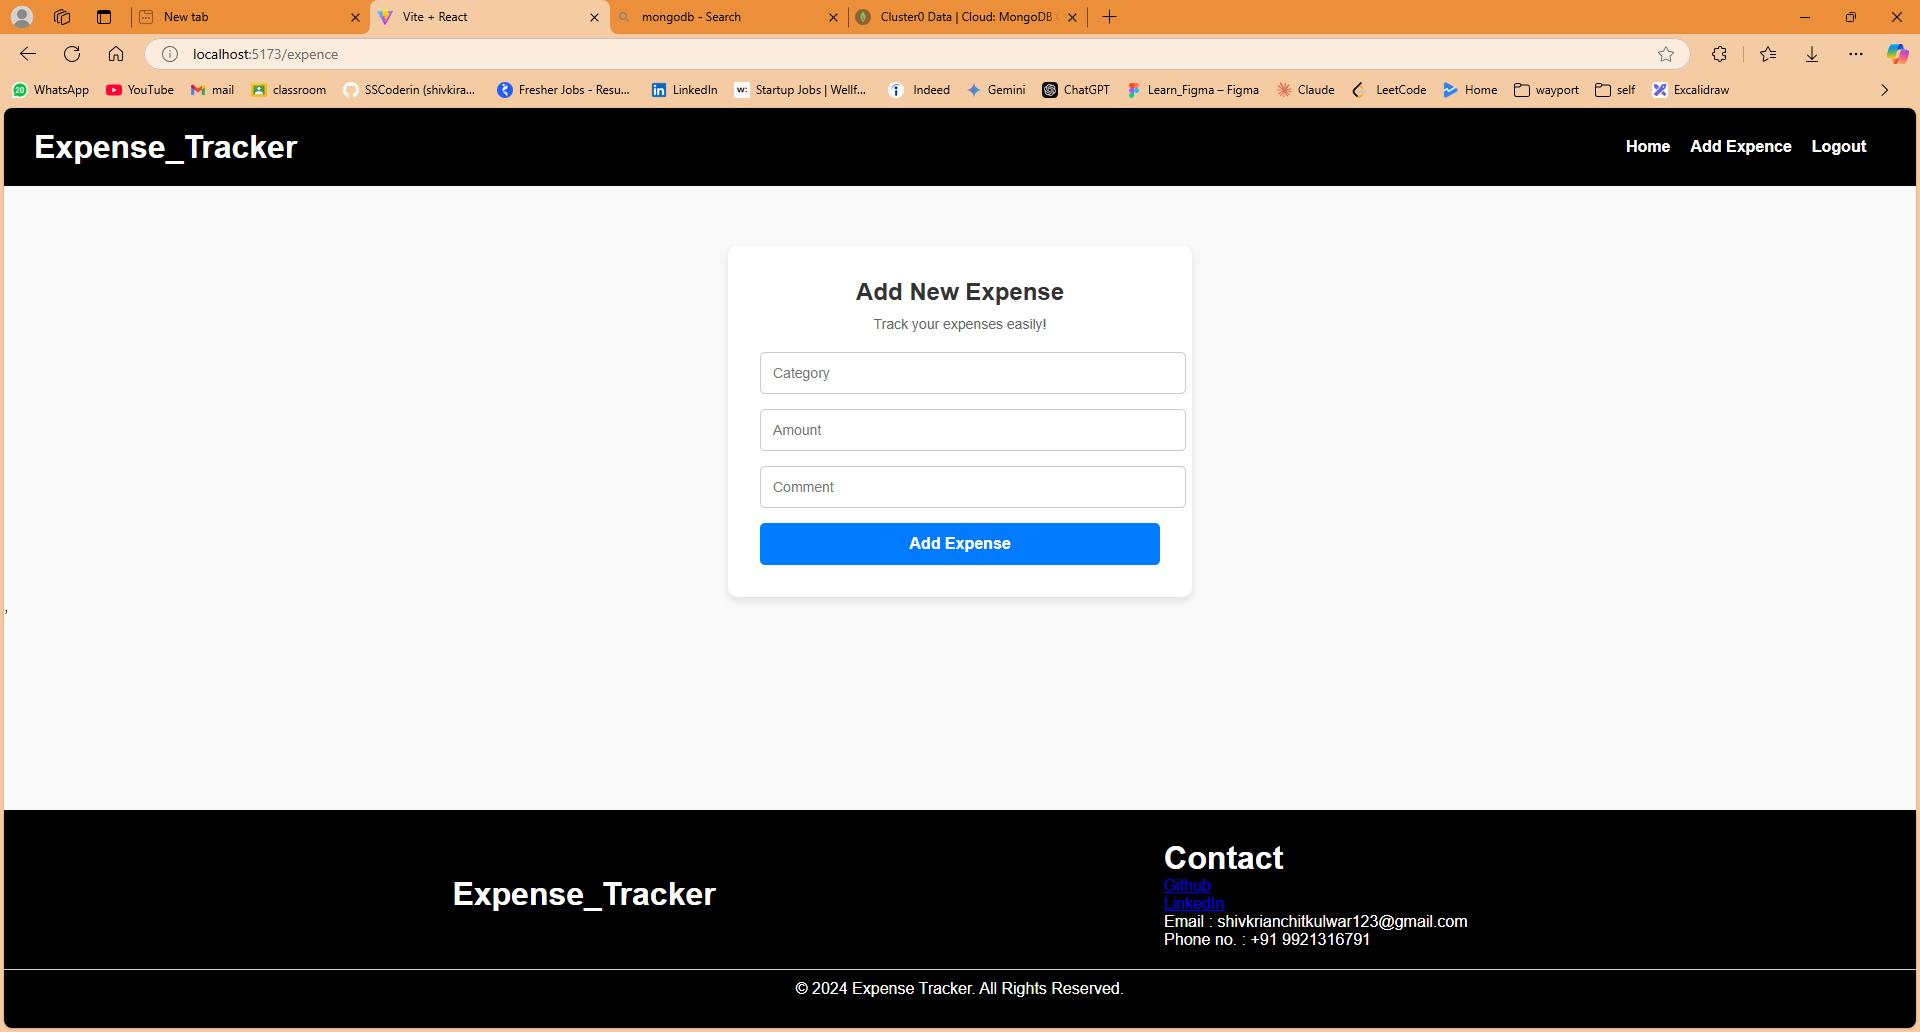 New tab
Vite + React
mongodb - Search
Cluster0 Data | Cloud: MongoDB
localhost:5173/expence
20
WhatsApp
YouTube
mail
classroom
SSCoderin (shivkira...
Fresher Jobs - Resu...
LinkedIn
w:
Startup Jobs | Wellf...
Indeed
Gemini
ChatGPT
Learn_Figma – Figma
Claude
LeetCode
Home
wayport
self
Excalidraw
Expense_Tracker
Home
Add Expence
Logout
Add New Expense
Track your expenses easily!
Category
Amount
Comment
Add Expense
,
Expense_Tracker
Contact
Github
LinkedIn
Email : shivkrianchitkulwar123@gmail.com
Phone no. : +91 9921316791
© 2024 Expense Tracker. All Rights Reserved.